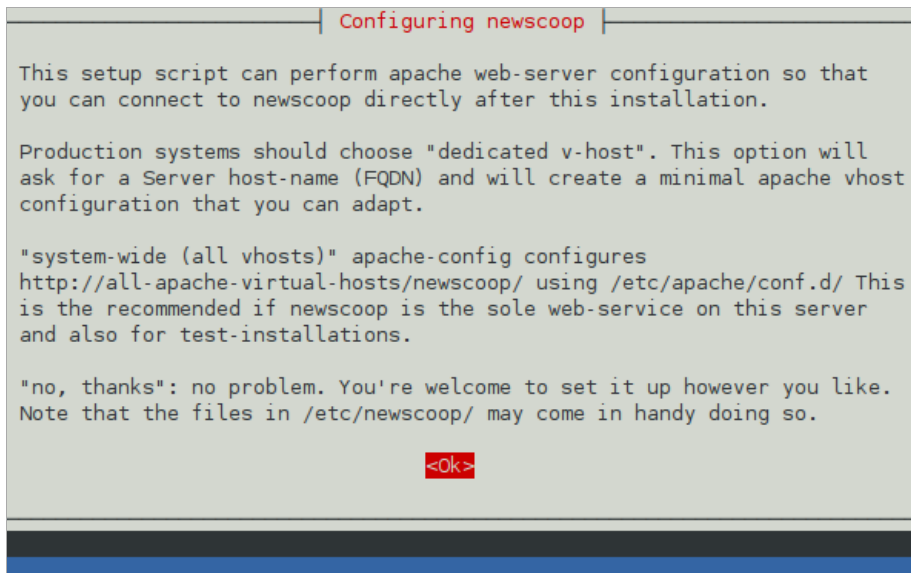 Configuring newscoop
This setup script can perform apache web-server configuration so that
you can connect to newscoop directly after this installation.
Production systems should choose "dedicated v-host". This option will
ask for a Server host-name (FQDN) and will create a minimal apache vhost
configuration that you can adapt.
"system-wide (all vhosts)" apache-config configures
http://all-apache-virtual-hosts/newscoop/ using /etc/apache/conf.d/ This
is the recommended if newscoop is the sole web-service on this server
and also for test-installations.
"no, thanks": no problem. You're welcome to set it up however you like.
Note that the files in /etc/newscoop/ may come in handy doing so.
<Ok>